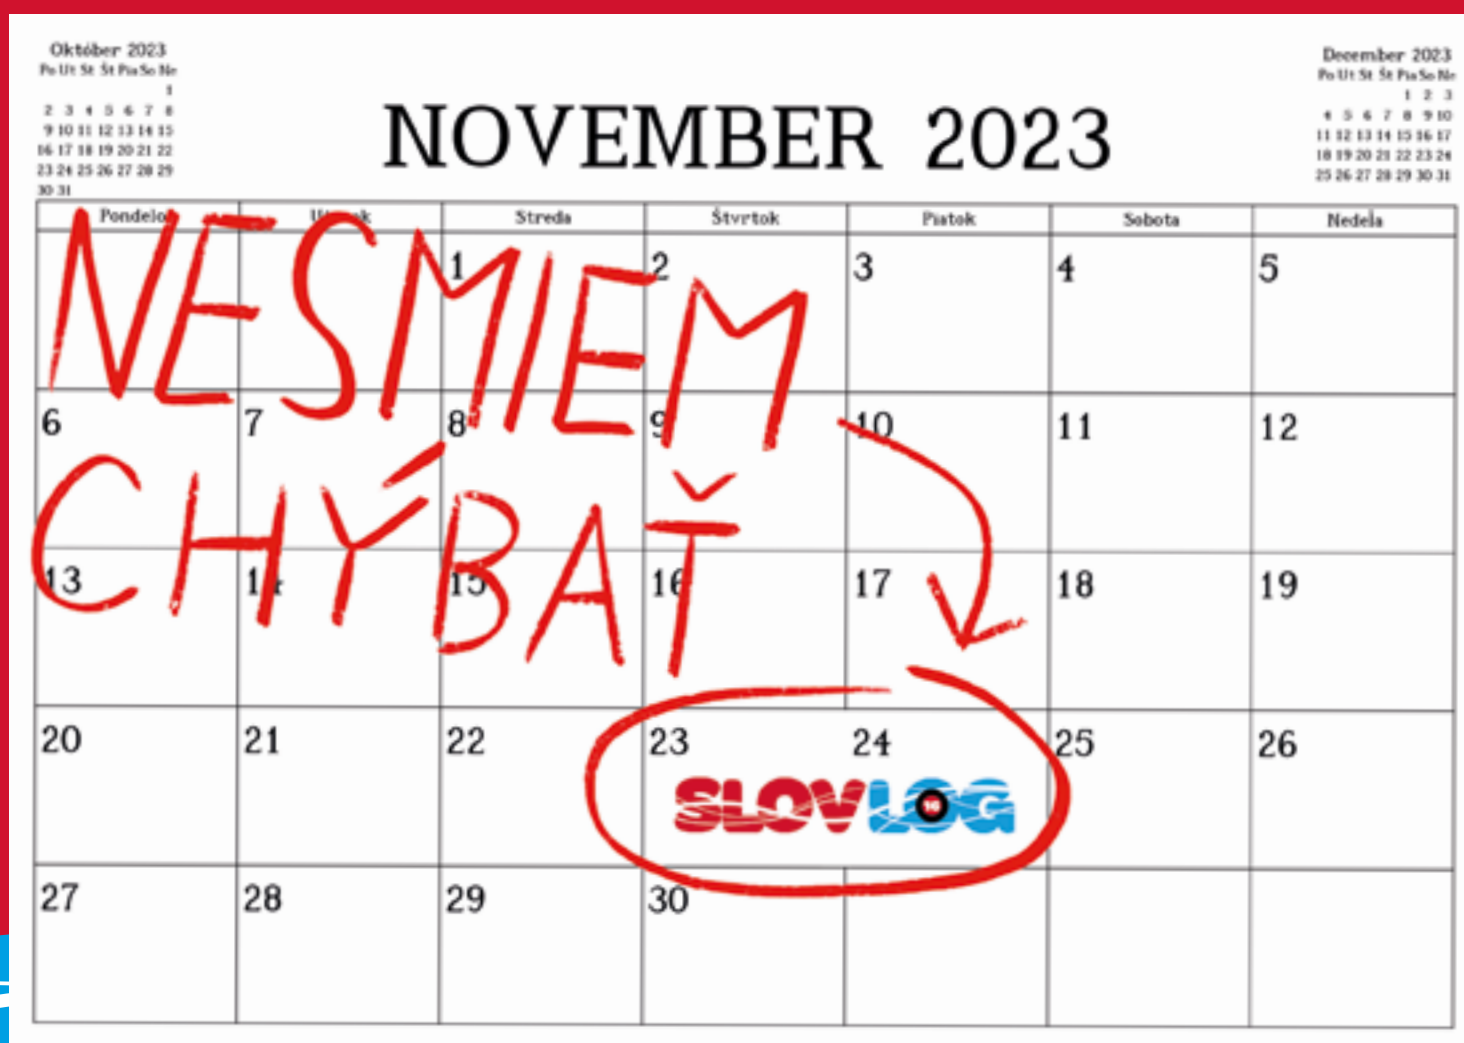 Október 2023
Po Ut St Št Pia So Ne
1
2 3 4 5 6 7 8
9 10 11 12 13 14 15
16 17 18 19 20 21 22
23 24 25 26 27 28 29
30 31
NOVEMBER 2023
December 2023
Po Ut St Št Pia So Ne
1 2 3
4 5 6 7 8 9 10
11 12 13 14 15 16 17
18 19 20 21 22 23 24
25 26 27 28 29 30 31
Pondelok Utorok Streda Štvrtok Piatok Sobota Nedeľa
1 2 3 4 5
NESMIEM
6 7 8 9 10 11 12
CHÝBAŤ
13 14 15 16 17 18 19
20 21 22 23 24 25 26
SLOVLOG
16
27 28 29 30